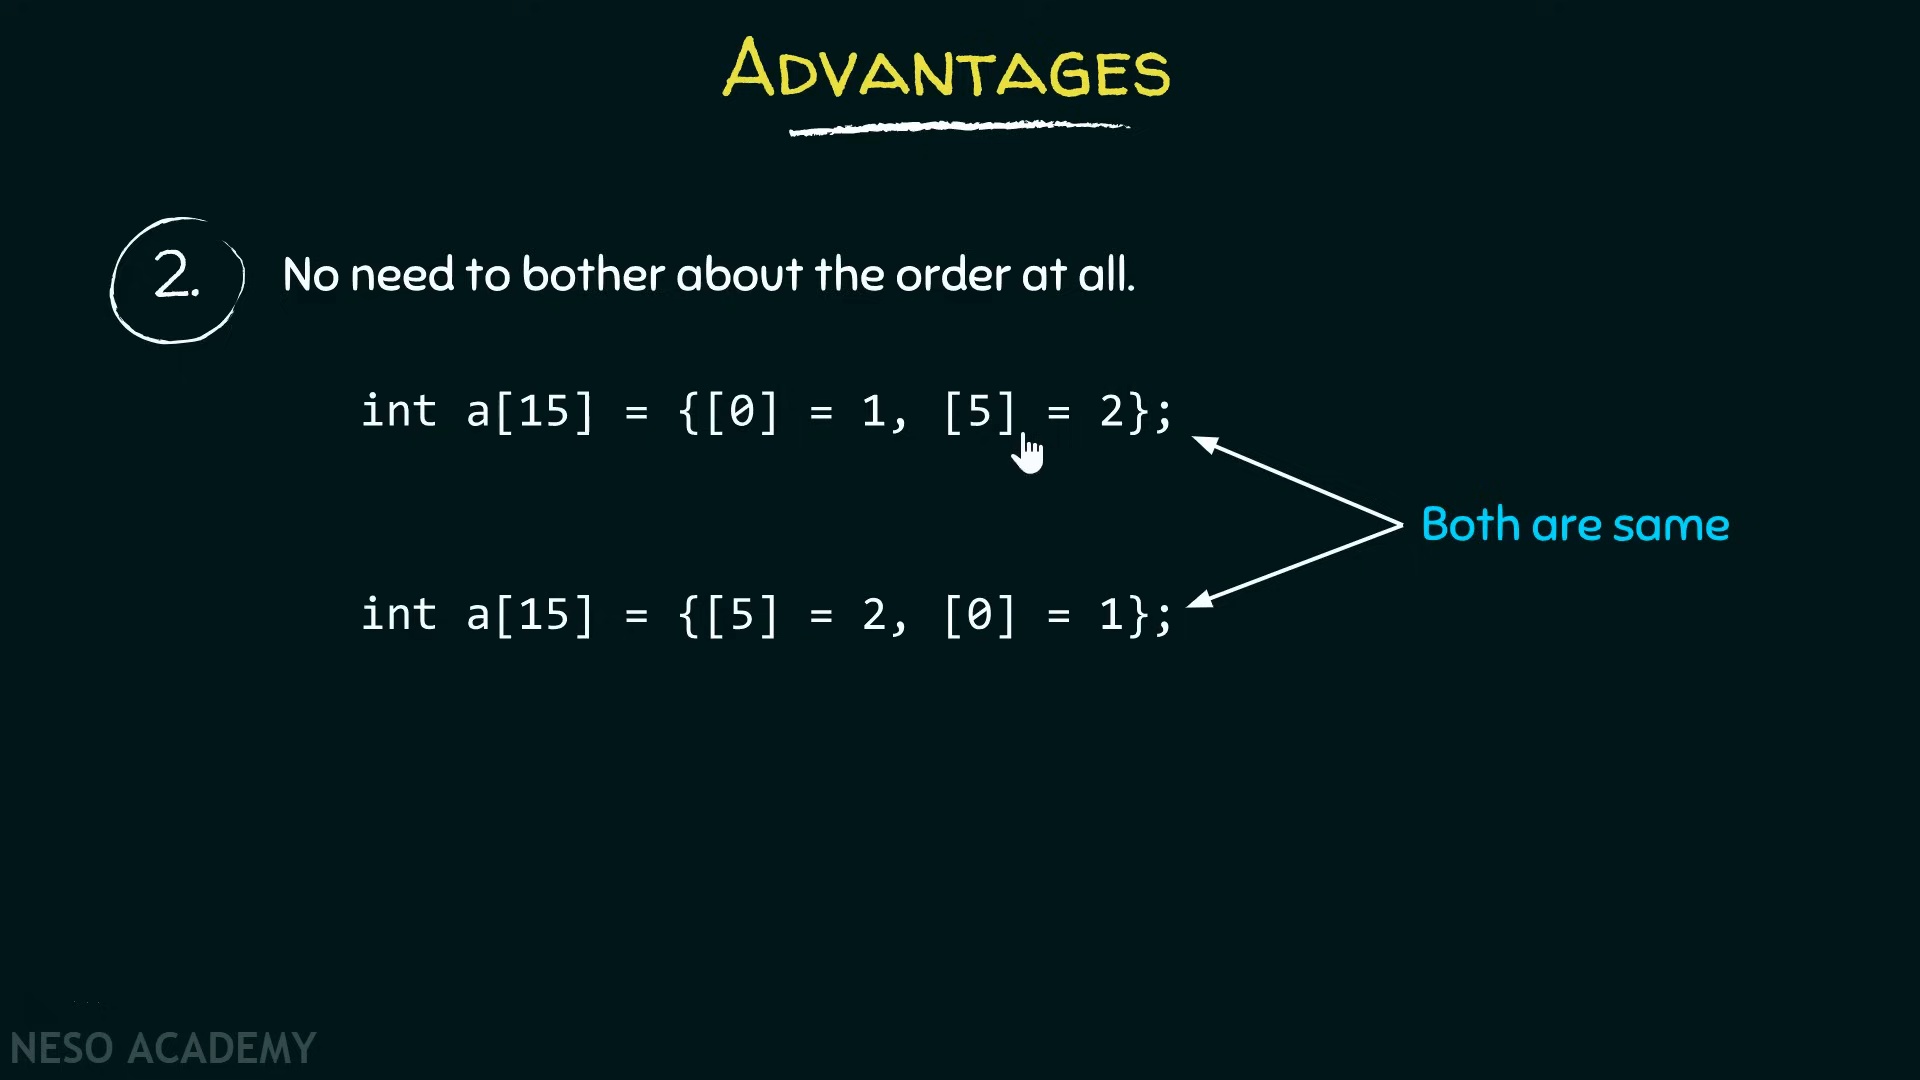 ADVANTAGES
2. No need to bother about the order at all.
int a[15] = {[0] = 1, [5] = 2};
Both are same
int a[15] = {[5] = 2, [0] = 1};
NESO ACADEMY